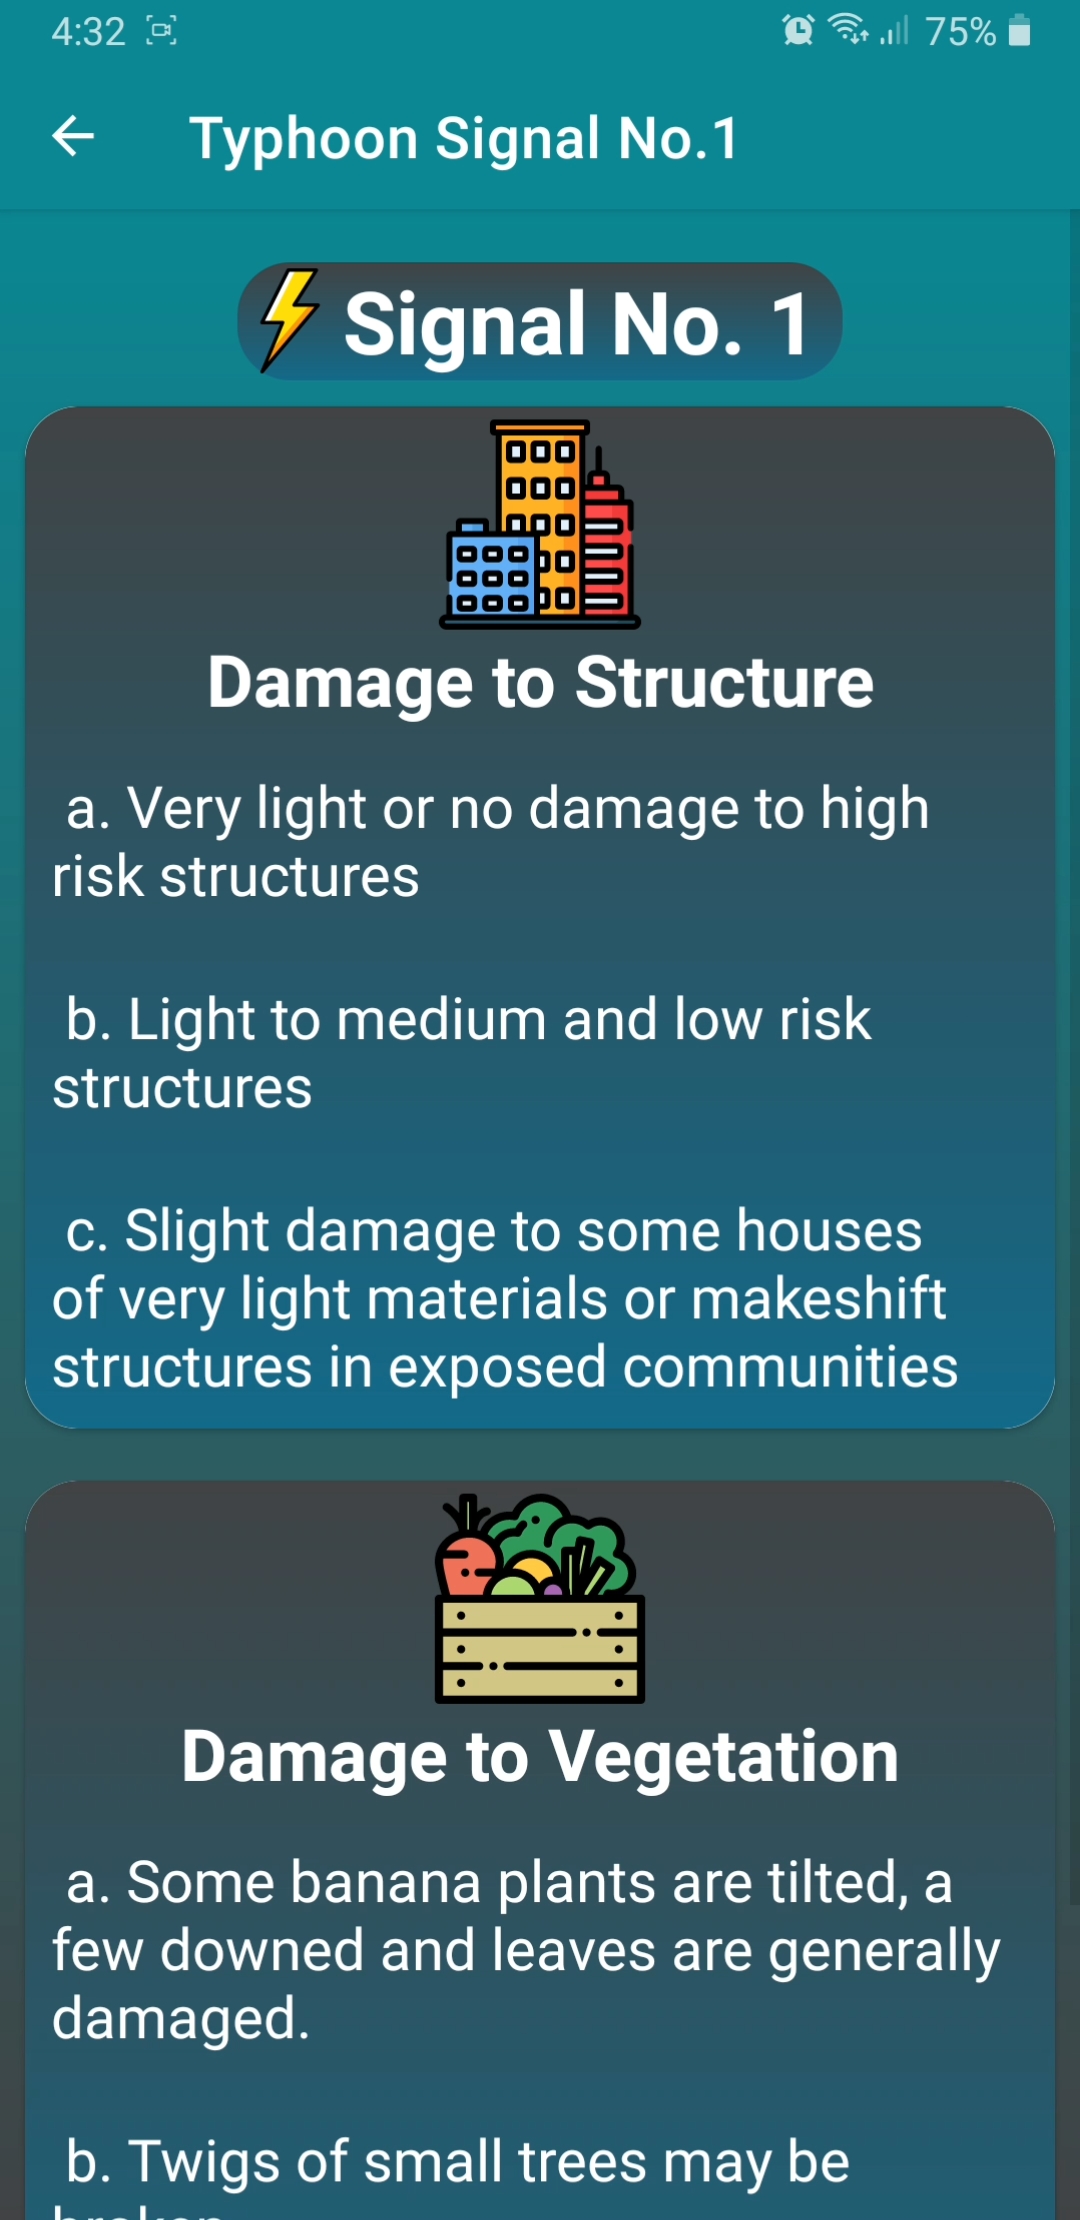 4:32 75%
Typhoon Signal No.1
Signal No. 1
Damage to Structure
a. Very light or no damage to high
risk structures
b. Light to medium and low risk
structures
c. Slight damage to some houses
of very light materials or makeshift
structures in exposed communities
Damage to Vegetation
a. Some banana plants are tilted, a
few downed and leaves are generally
damaged.
b. Twigs of small trees may be